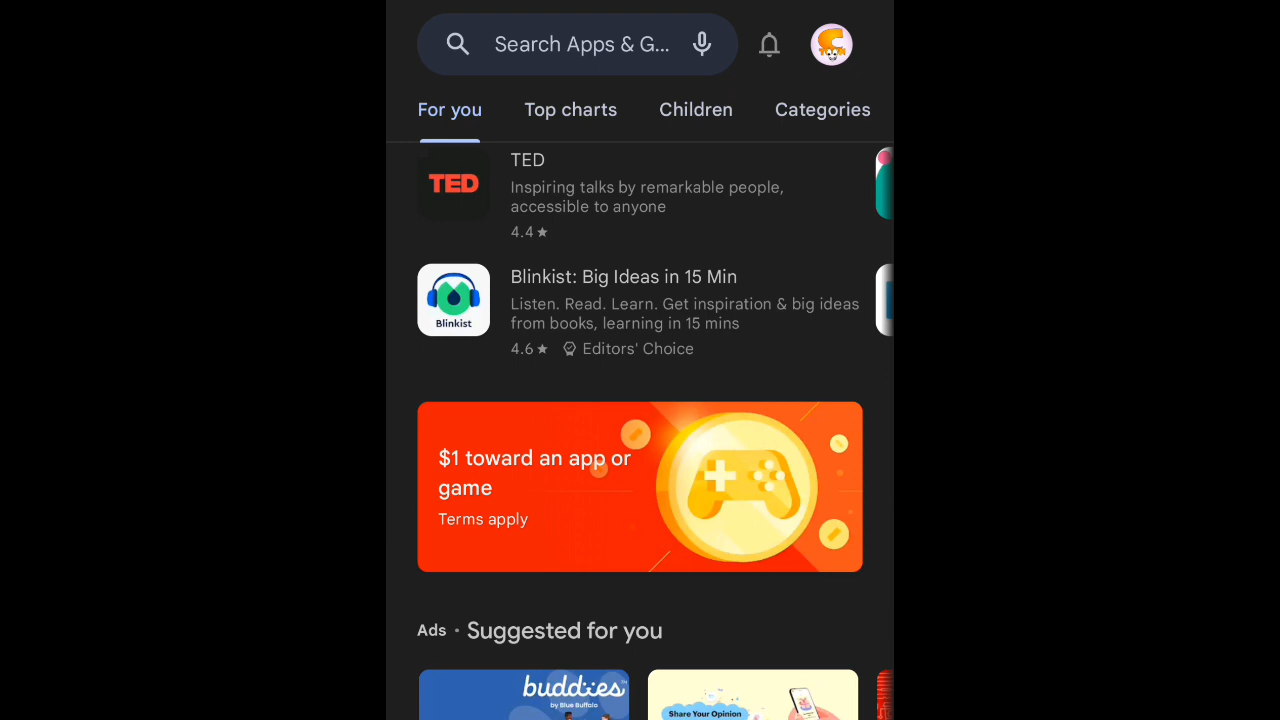 Search Apps & G...
For you
Top charts
Children
Categories
TED
TED
Inspiring talks by remarkable people,
accessible to anyone
4.4★
Blinkist
Blinkist: Big Ideas in 15 Min
Listen. Read. Learn. Get inspiration & big ideas
from books, learning in 15 mins
4.6★ Editors' Choice
$1 toward an app or
game
Terms apply
Ads • Suggested for you
buddies™
by Blue Buffalo
Share Your Opinion